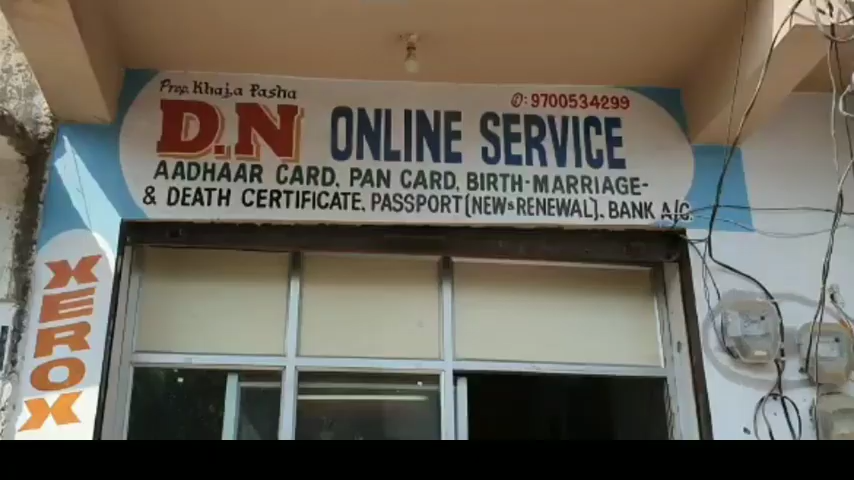 Prop. Khaja Pasha
✆: 9700534299
D.N ONLINE SERVICE
AADHAAR CARD, PAN CARD, BIRTH-MARRIAGE-
& DEATH CERTIFICATE, PASSPORT (NEW & RENEWAL). BANK A/C.
XEROX